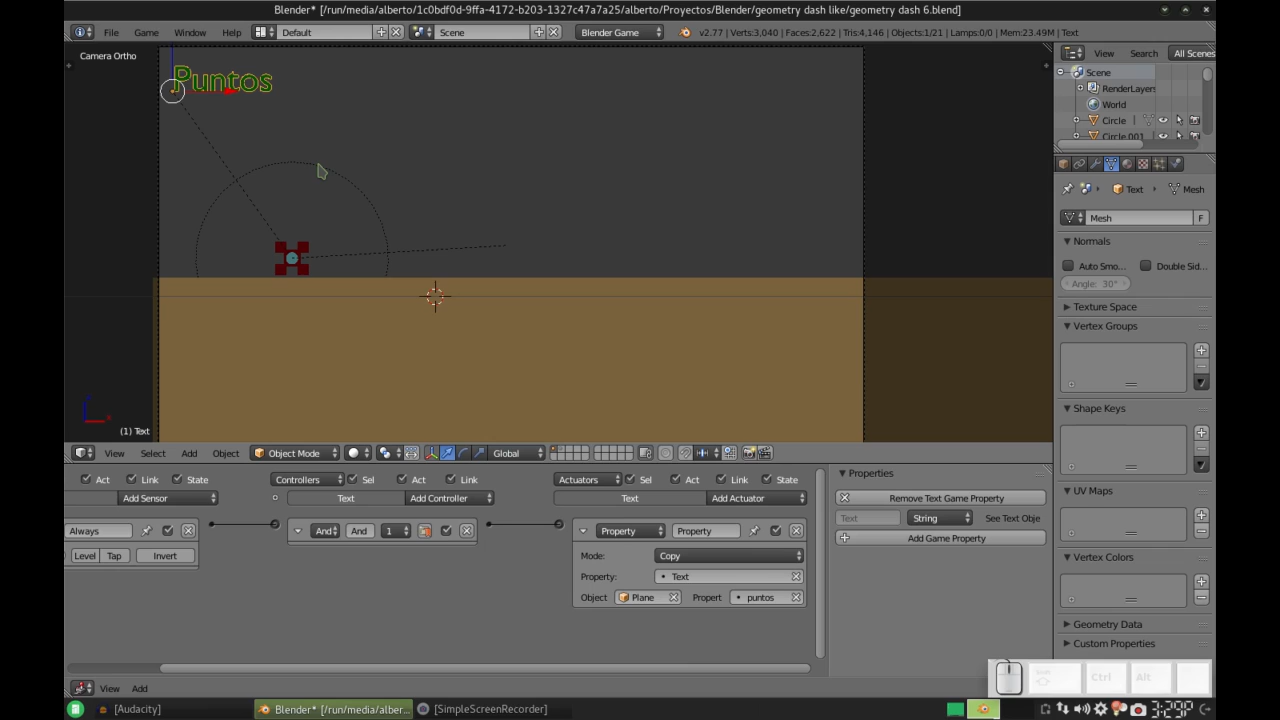 Blender* [/run/media/alberto/1c0bdf0d-9ffa-4172-b203-1327c47a7a25/alberto/Proyectos/Blender/geometry dash like/geometry dash 6.blend]
File Game Window Help Default Scene Blender Game v2.77 | Verts:3,040 | Faces:2,622 | Tris:4,146 | Objects:1/21 | Lamps:0/0 | Mem:23.49M | Text
Camera Ortho
View Search All Scenes
Scene
RenderLayers
World
Circle
Circle.001
Puntos
Text Mesh
Mesh F
Normals
Auto Smo... Double Sid...
Angle: 30°
Texture Space
Vertex Groups
Shape Keys
UV Maps
Vertex Colors
Geometry Data
Custom Properties
(1) Text
View Select Add Object Object Mode Global
Act Link State Controllers Sel Act Link Actuators Sel Act Link State
Add Sensor Text Add Controller Text Add Actuator
Always And And 1 Property Property
Level Tap Invert
Mode: Copy
Property: Text
Object Plane Propert puntos
Properties
Remove Text Game Property
Text String See Text Obje
Add Game Property
View Add
Shift Ctrl Alt
[Audacity] Blender* [/run/media/alber... [SimpleScreenRecorder] 3:29P